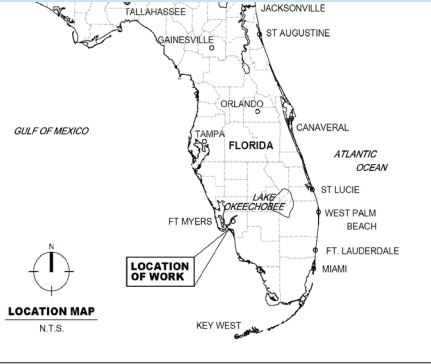 JACKSONVILLE
TALLAHASSEE
ST AUGUSTINE
GAINESVILLE
ORLANDO
CANAVERAL
GULF OF MEXICO
TAMPA
FLORIDA
ATLANTIC
OCEAN
ST LUCIE
LAKE
OKEECHOBEE
WEST PALM
BEACH
FT MYERS
FT. LAUDERDALE
LOCATION
OF WORK
MIAMI
N
LOCATION MAP
N.T.S.
KEY WEST